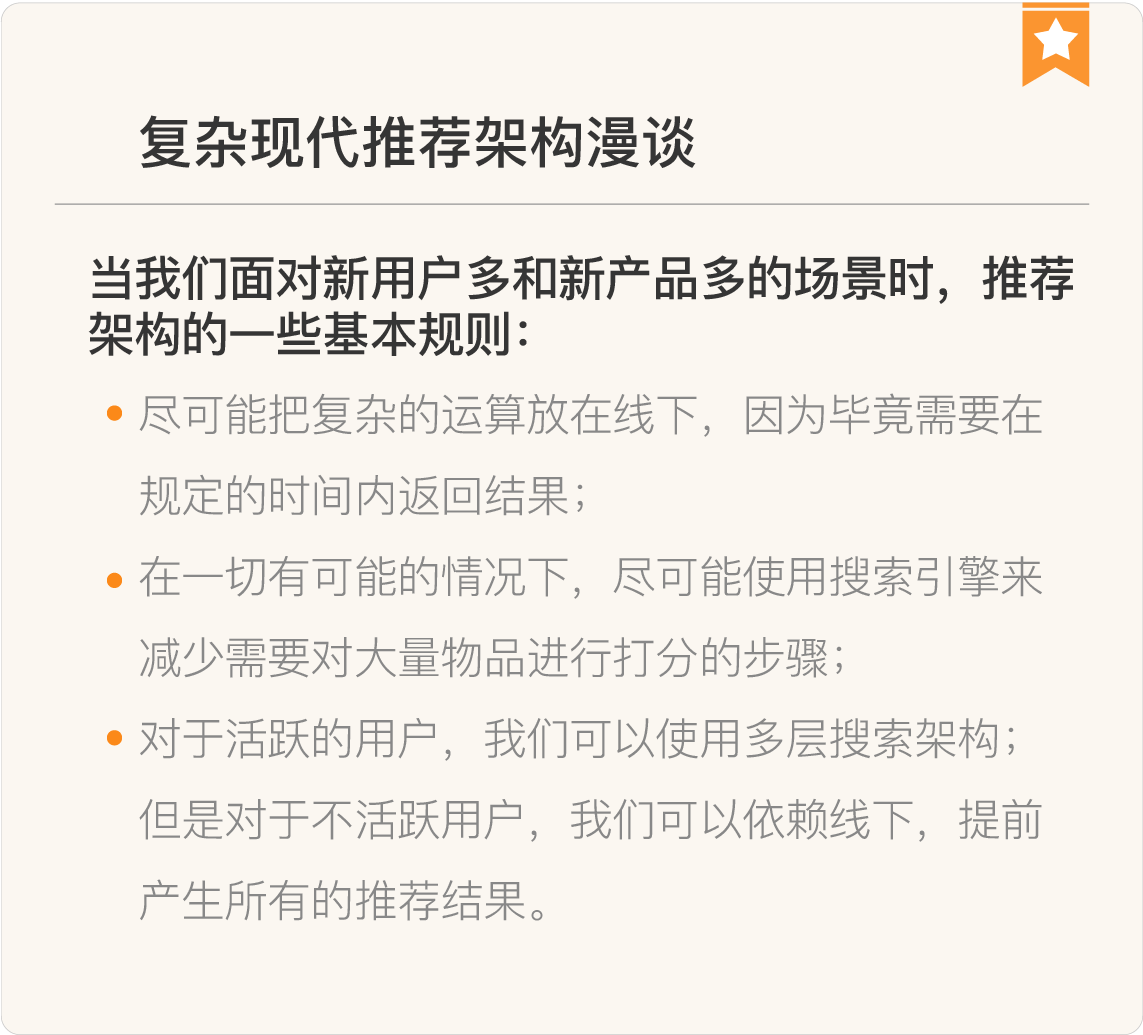 复杂现代推荐架构漫谈
当我们面对新用户多和新产品多的场景时，推荐
架构的一些基本规则：
尽可能把复杂的运算放在线下，因为毕竟需要在
规定的时间内返回结果；
在一切有可能的情况下，尽可能使用搜索引擎来
减少需要对大量物品进行打分的步骤；
对于活跃的用户，我们可以使用多层搜索架构；
但是对于不活跃用户，我们可以依赖线下，提前
产生所有的推荐结果。